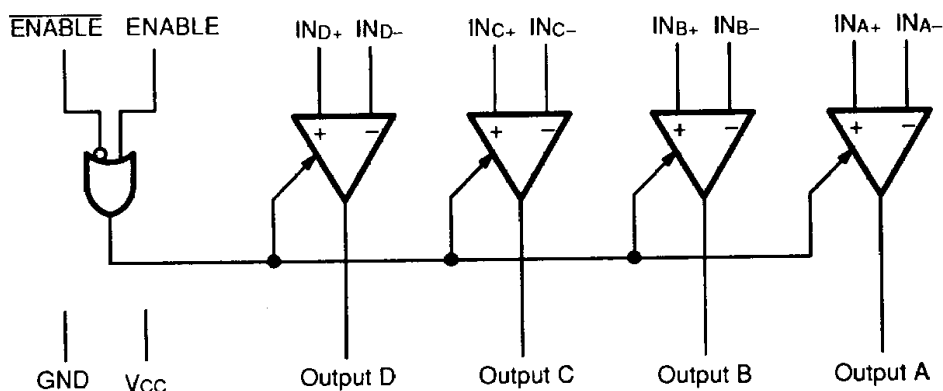 ENABLE ENABLE IND+ IND– INC+ INC– INB+ INB– INA+ INA–
+ – + – + – + –
GND VCC Output D Output C Output B Output A